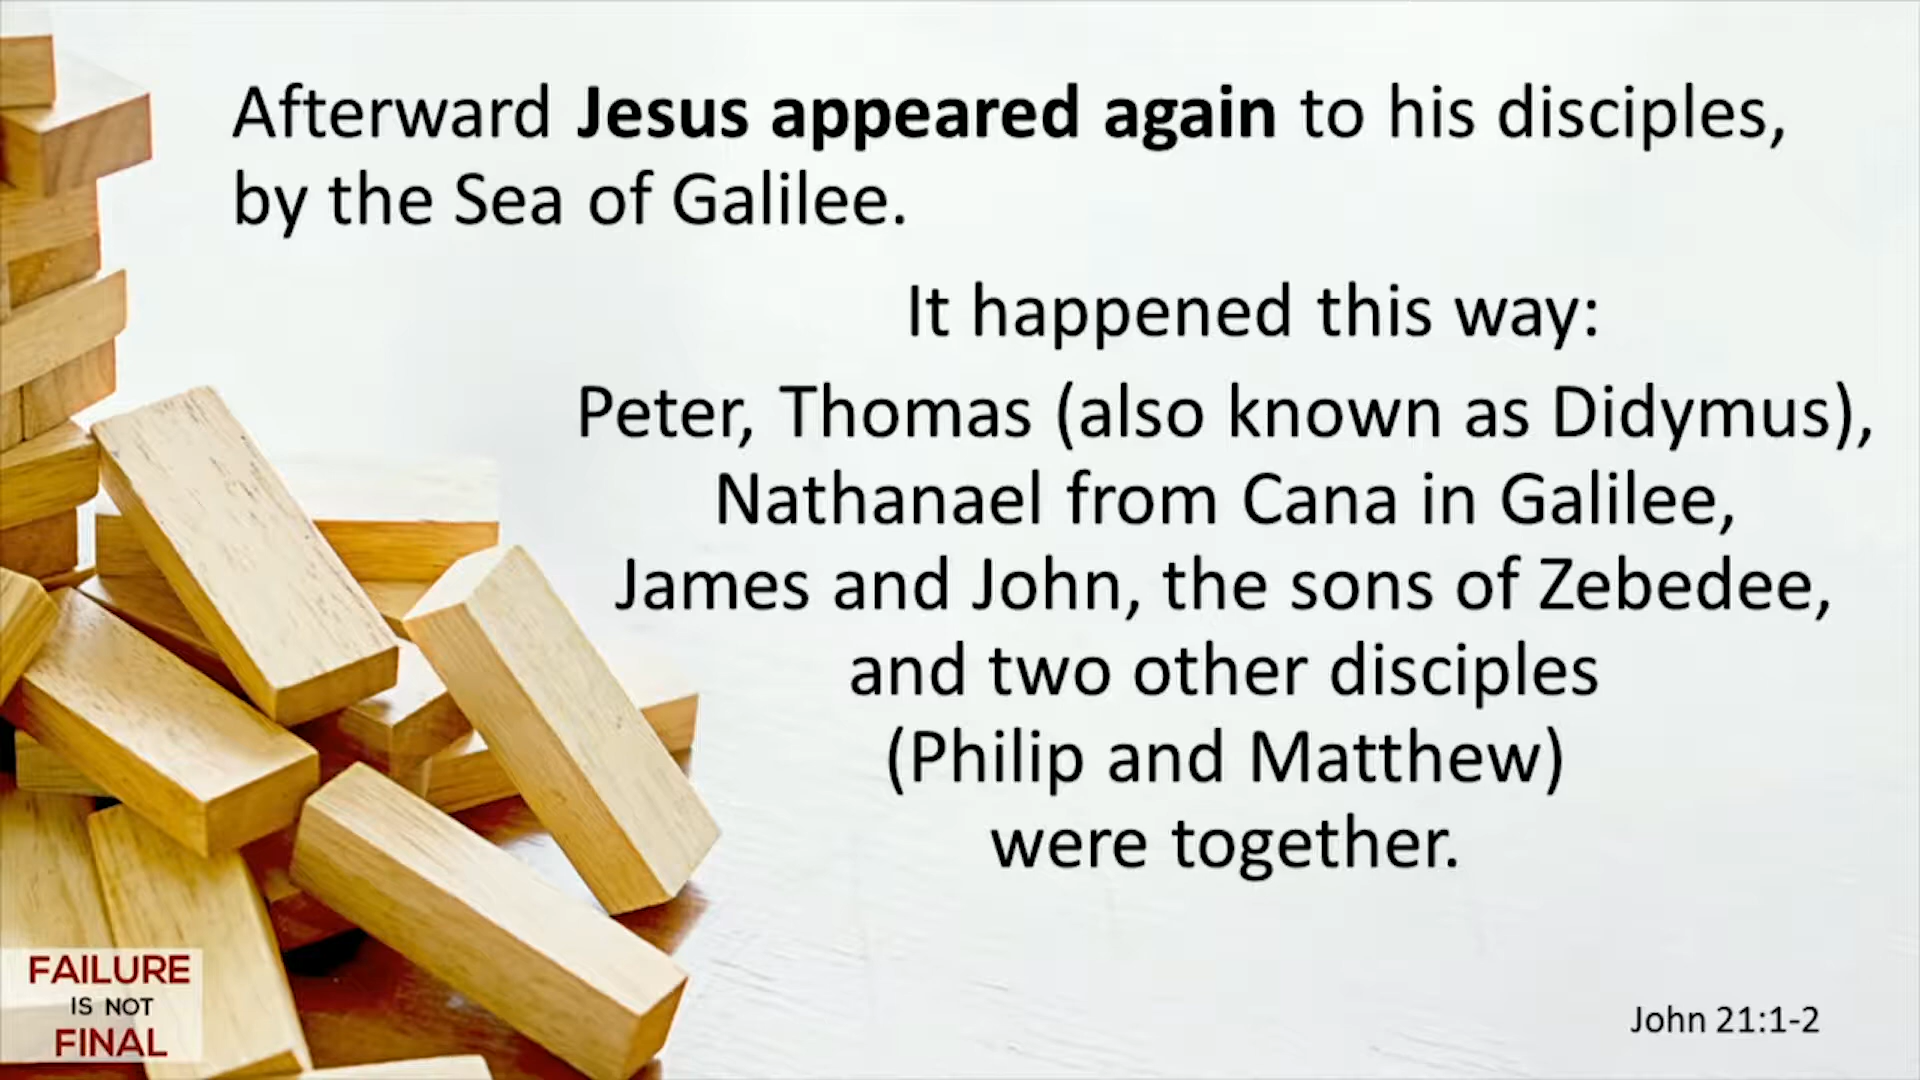 Afterward Jesus appeared again to his disciples,
by the Sea of Galilee.
It happened this way:
Peter, Thomas (also known as Didymus),
Nathanael from Cana in Galilee,
James and John, the sons of Zebedee,
and two other disciples
(Philip and Matthew)
were together.
FAILURE
IS NOT
FINAL
John 21:1-2